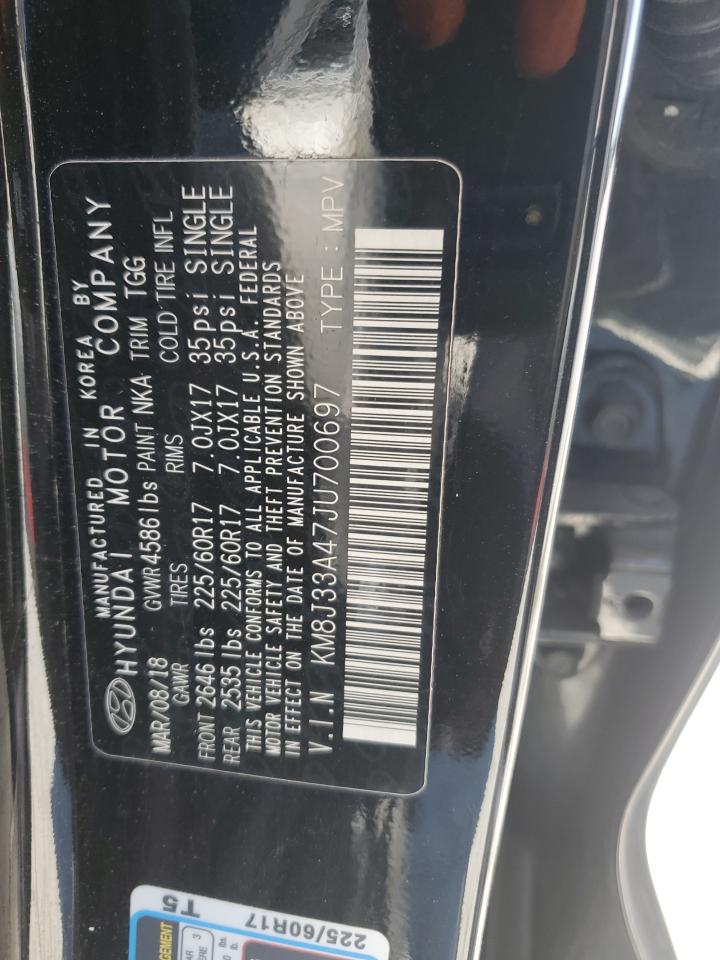 MANUFACTURED IN KOREA BY
HYUNDAI MOTOR COMPANY
MAR/08/18 GVWR 4586 lbs PAINT NKA TRIM TGG
GAWR TIRES RIMS COLD TIRE INFL
FRONT 2646 lbs 225/60R17 7.0JX17 35psi SINGLE
REAR 2535 lbs 225/60R17 7.0JX17 35psi SINGLE
THIS VEHICLE CONFORMS TO ALL APPLICABLE U.S.A. FEDERAL
MOTOR VEHICLE SAFETY AND THEFT PREVENTION STANDARDS
IN EFFECT ON THE DATE OF MANUFACTURE SHOWN ABOVE
V.I.N KM8J33A47JU700697 TYPE : MPV
T5
225/60R17